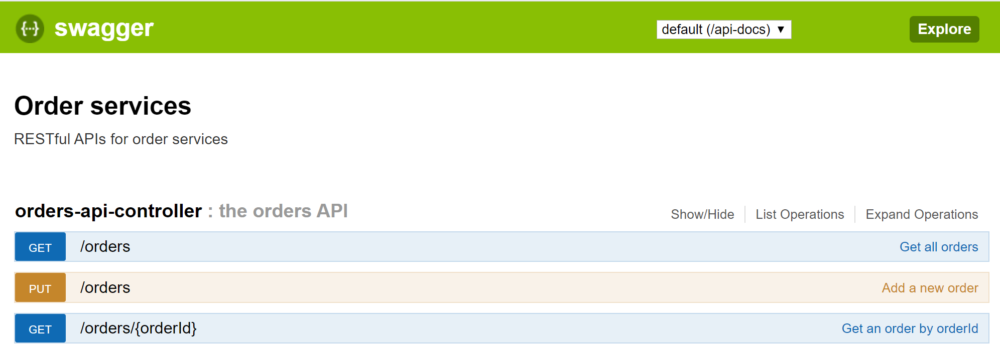 {···} swagger default (/api-docs) ▼ Explore
Order services
RESTful APIs for order services
orders-api-controller : the orders API Show/Hide List Operations Expand Operations
GET /orders Get all orders
PUT /orders Add a new order
GET /orders/{orderId} Get an order by orderId